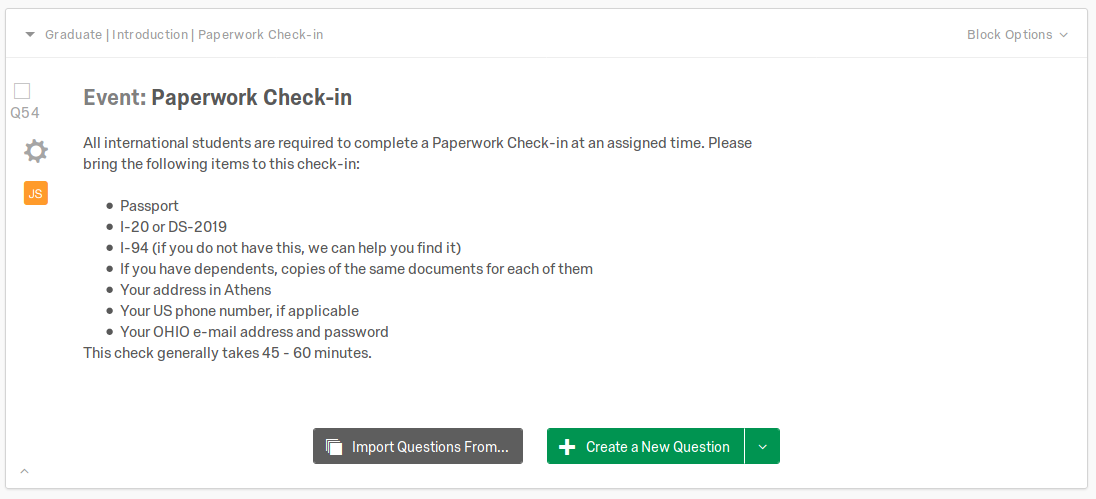 Graduate | Introduction | Paperwork Check-in
Block Options
Q54
Event: Paperwork Check-in
All international students are required to complete a Paperwork Check-in at an assigned time. Please
bring the following items to this check-in:
JS
Passport
I-20 or DS-2019
I-94 (if you do not have this, we can help you find it)
If you have dependents, copies of the same documents for each of them
Your address in Athens
Your US phone number, if applicable
Your OHIO e-mail address and password
This check generally takes 45 - 60 minutes.
Import Questions From...
Create a New Question